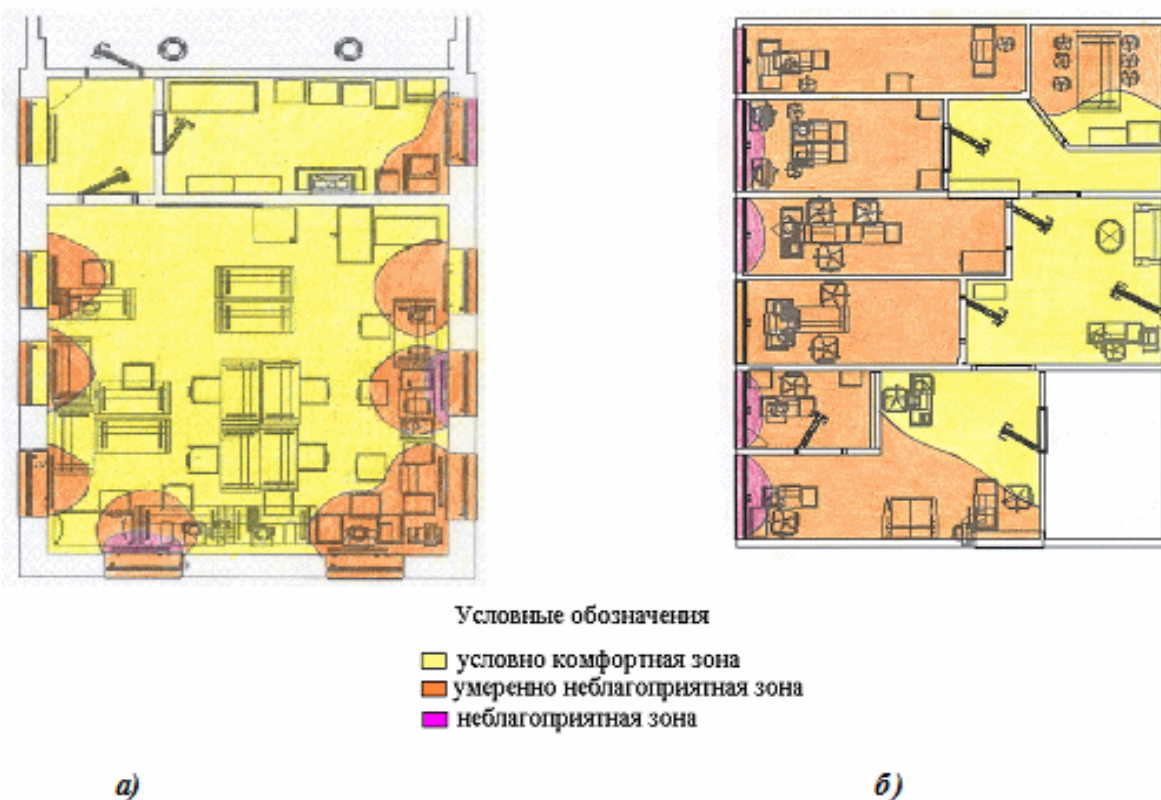 Условные обозначения
условно комфортная зона
умеренно неблагоприятная зона
неблагоприятная зона
а)
б)